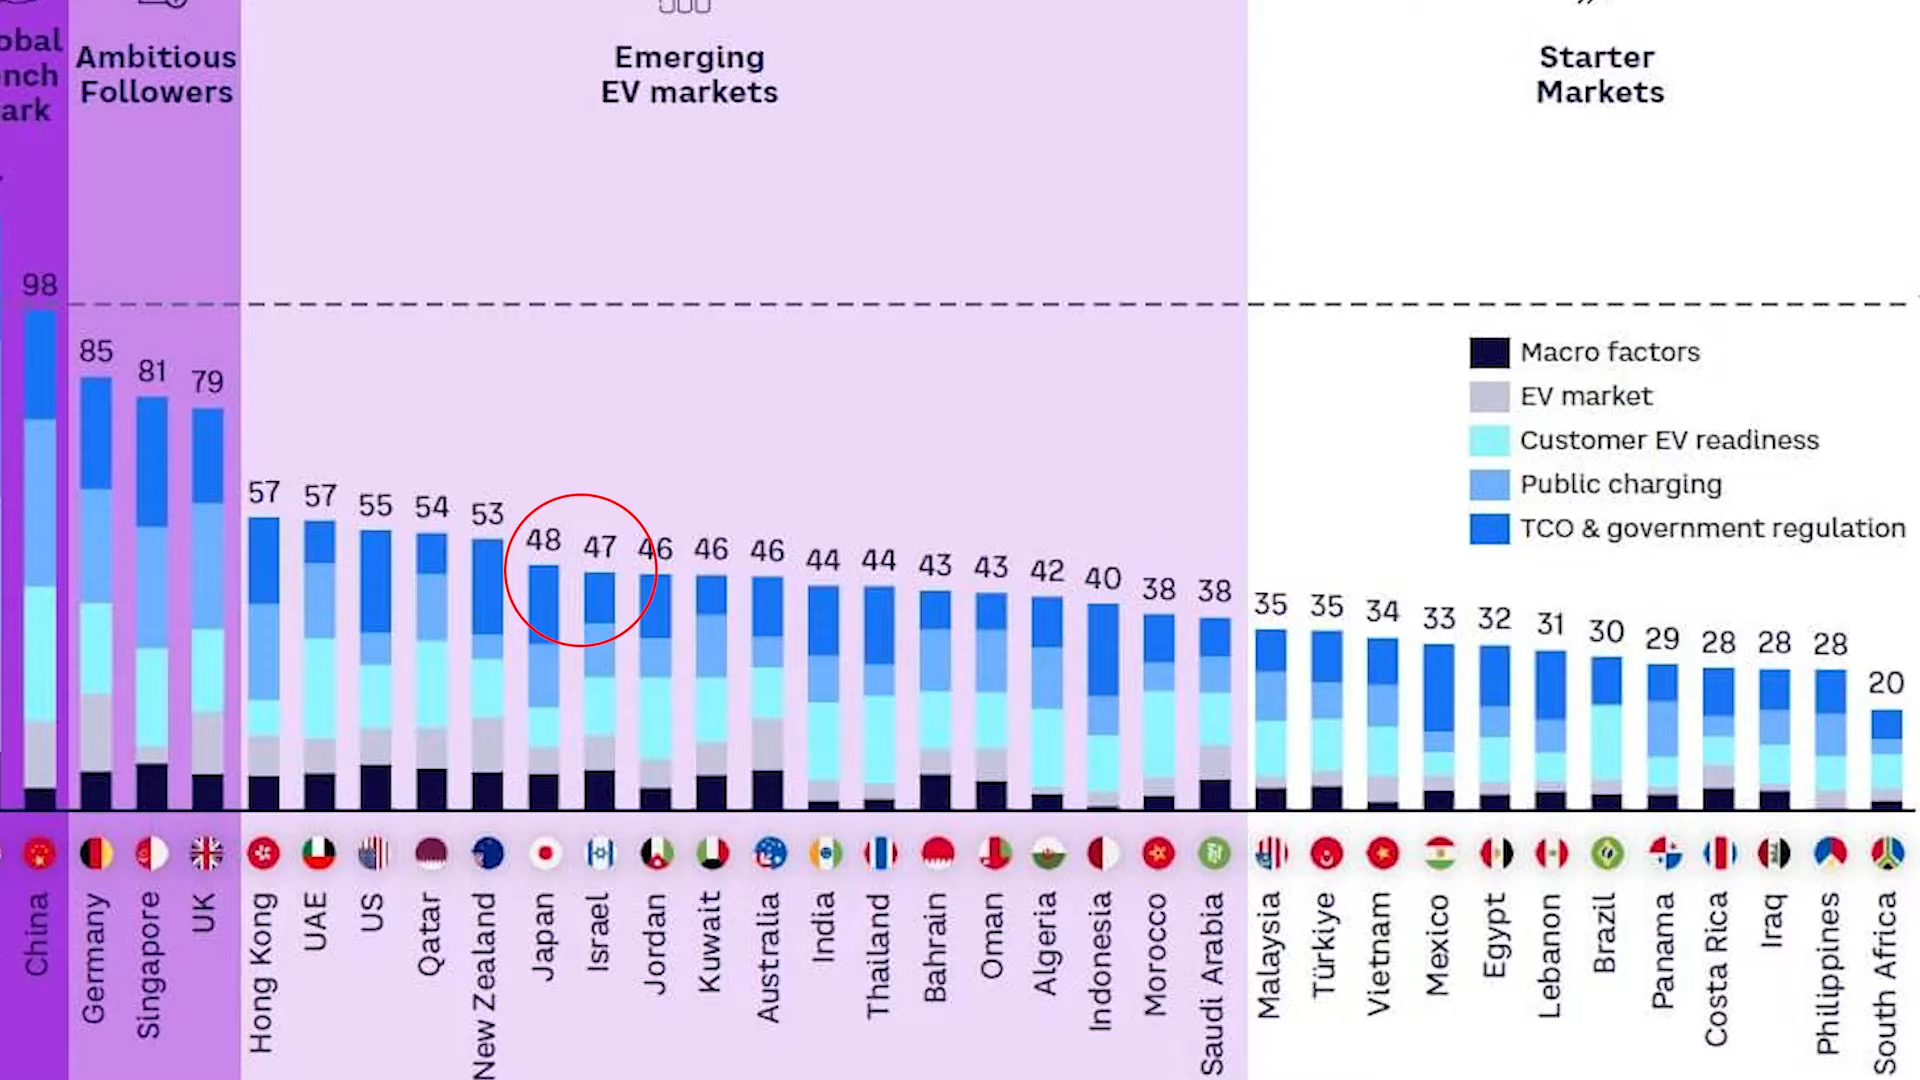 obal
ench
ark
Ambitious
Followers
Emerging
EV markets
Starter
Markets
98
85
81
79
57
57
55
54
53
48
47
46
46
46
44
44
43
43
42
40
38
38
35
35
34
33
32
31
30
29
28
28
28
20
Macro factors
EV market
Customer EV readiness
Public charging
TCO & government regulation
China
Germany
Singapore
UK
Hong Kong
UAE
US
Qatar
New Zealand
Japan
Israel
Jordan
Kuwait
Australia
India
Thailand
Bahrain
Oman
Algeria
Indonesia
Morocco
Saudi Arabia
Malaysia
Türkiye
Vietnam
Mexico
Egypt
Lebanon
Brazil
Panama
Costa Rica
Iraq
Philippines
South Africa